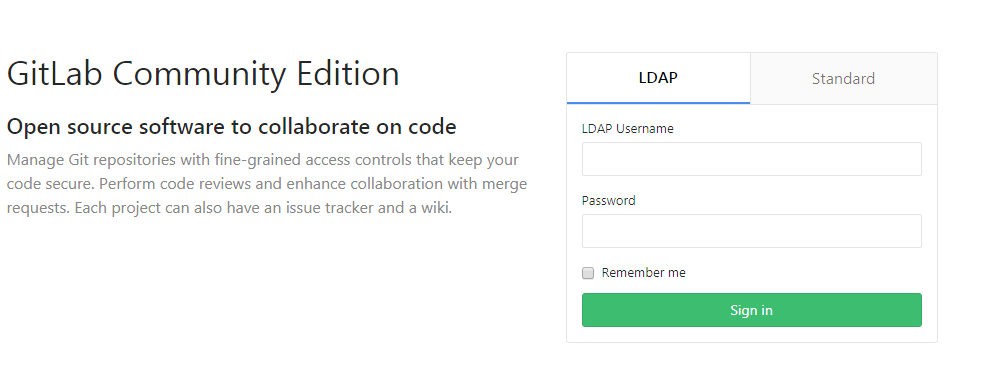 GitLab Community Edition
Open source software to collaborate on code
Manage Git repositories with fine-grained access controls that keep your
code secure. Perform code reviews and enhance collaboration with merge
requests. Each project can also have an issue tracker and a wiki.
LDAP
Standard
LDAP Username
Password
Remember me
Sign in